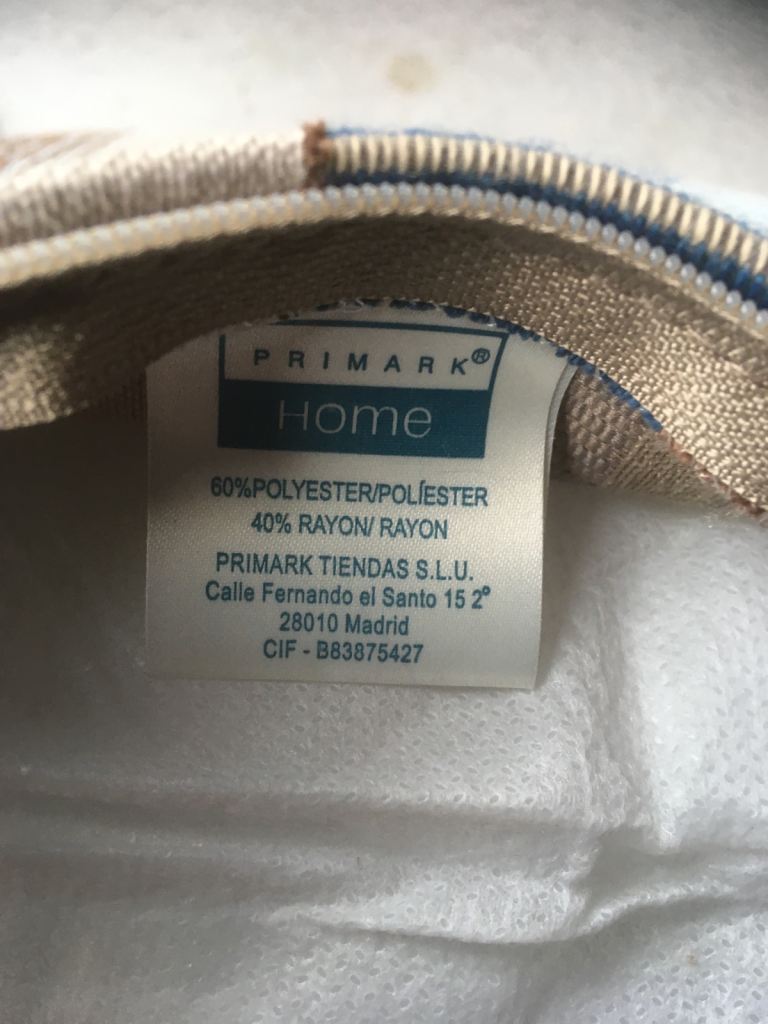 PRIMARK®
Home
60%POLYESTER/POLÍESTER
40% RAYON/ RAYON
PRIMARK TIENDAS S.L.U.
Calle Fernando el Santo 15 2º
28010 Madrid
CIF - B83875427